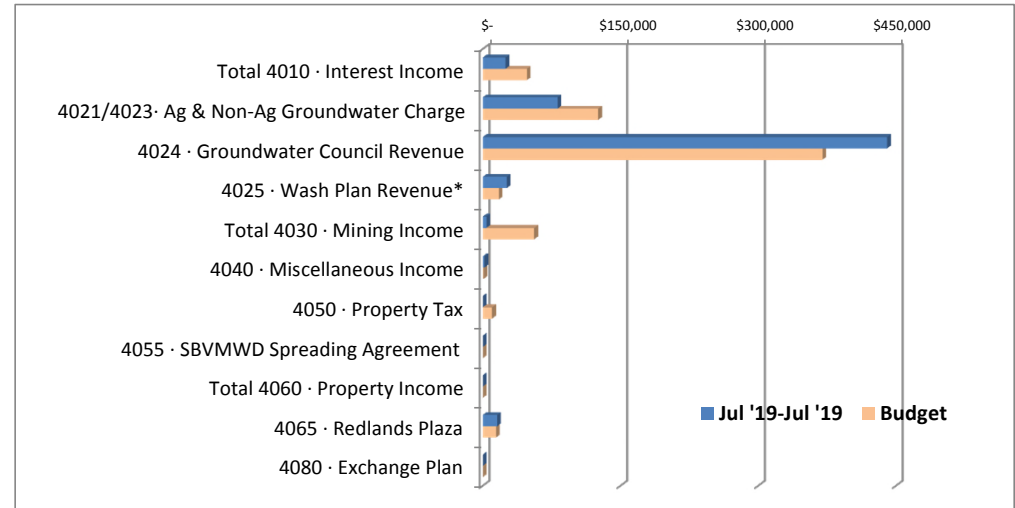 $-
$150,000
$300,000
$450,000
Total 4010 · Interest Income
4021/4023· Ag & Non-Ag Groundwater Charge
4024 · Groundwater Council Revenue
4025 · Wash Plan Revenue*
Total 4030 · Mining Income
4040 · Miscellaneous Income
4050 · Property Tax
4055 · SBVMWD Spreading Agreement
Total 4060 · Property Income
4065 · Redlands Plaza
4080 · Exchange Plan
Jul '19-Jul '19
Budget